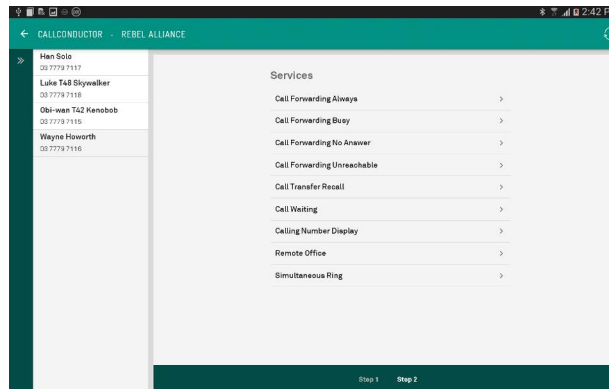 2:42 P
CALLCONDUCTOR - REBEL ALLIANCE
Han Solo
03 7779 7117
Luke T48 Skywalker
03 7779 7118
Obi-wan T42 Kenobob
03 7779 7115
Wayne Howorth
03 7779 7116
Services
Call Forwarding Always
Call Forwarding Busy
Call Forwarding No Answer
Call Forwarding Unreachable
Call Transfer Recall
Call Waiting
Calling Number Display
Remote Office
Simultaneous Ring
Step 1 Step 2